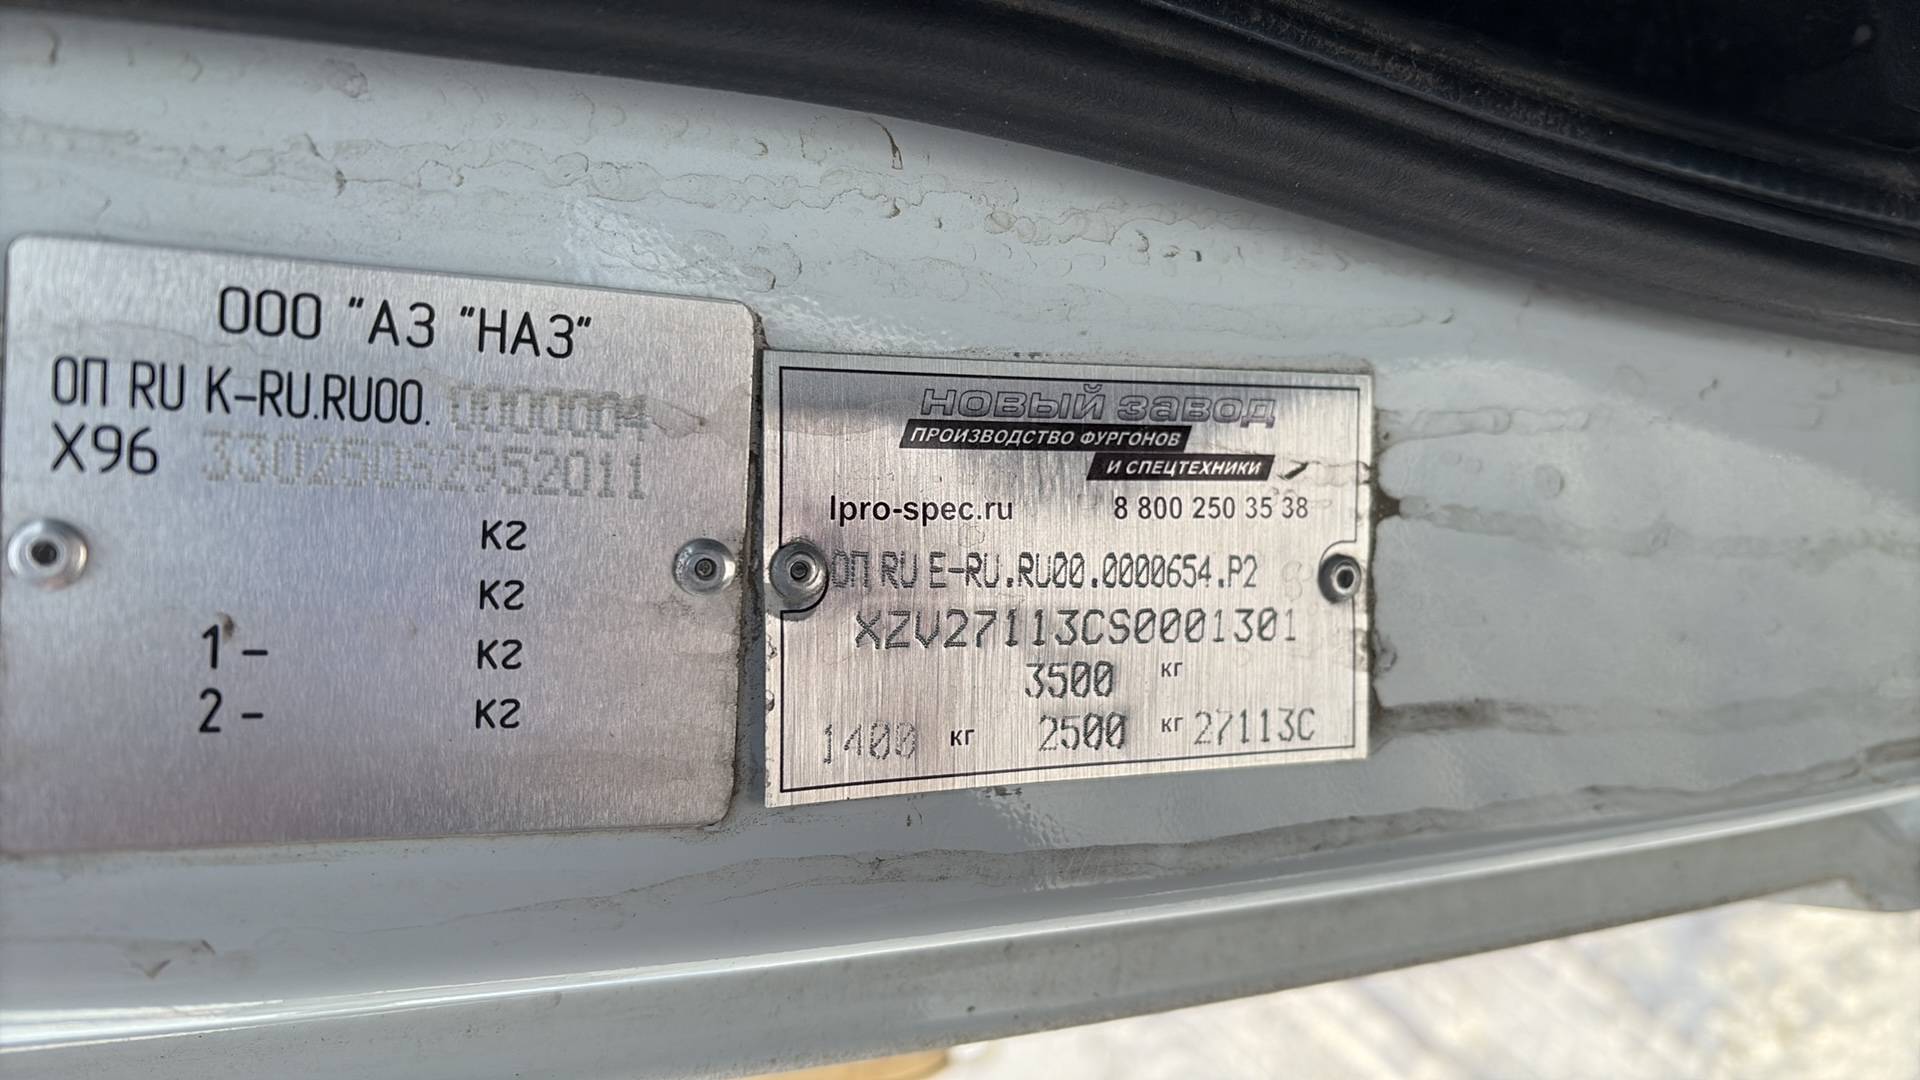 ООО "АЗ "НАЗ"
ОП RU К-RU.RU00. 0000004
X96 330250S2952011
кг
кг
1 - кг
2 - кг
НОВЫЙ ЗАВОД
ПРОИЗВОДСТВО ФУРГОНОВ
И СПЕЦТЕХНИКИ
lpro-spec.ru 8 800 250 35 38
ОП RU E-RU.RU00.0000654.P2
XZV27113CS0001301
3500 кг
1400 кг 2500 кг 27113C